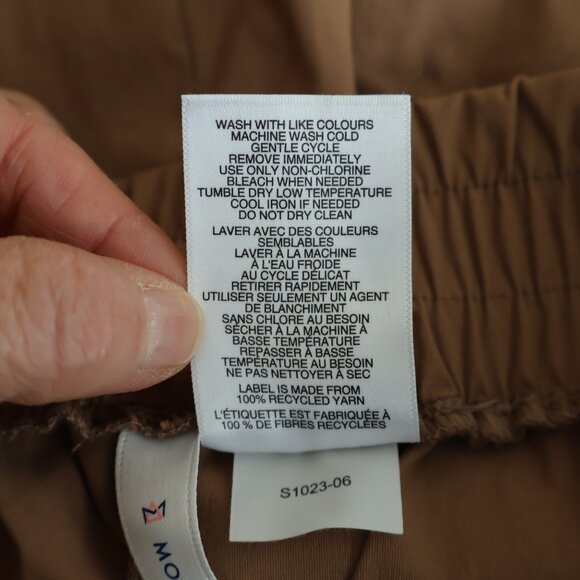 WASH WITH LIKE COLOURS
MACHINE WASH COLD
GENTLE CYCLE
REMOVE IMMEDIATELY
USE ONLY NON-CHLORINE
BLEACH WHEN NEEDED
TUMBLE DRY LOW TEMPERATURE
COOL IRON IF NEEDED
DO NOT DRY CLEAN
LAVER AVEC DES COULEURS
SEMBLABLES
LAVER À LA MACHINE
À L'EAU FROIDE
AU CYCLE DÉLICAT
RETIRER RAPIDEMENT
UTILISER SEULEMENT UN AGENT
DE BLANCHIMENT
SANS CHLORE AU BESOIN
SÉCHER À LA MACHINE À
BASSE TEMPÉRATURE
REPASSER À BASSE
TEMPÉRATURE AU BESOIN
NE PAS NETTOYER À SEC
LABEL IS MADE FROM
100% RECYCLED YARN
L'ÉTIQUETTE EST FABRIQUÉE À
100 % DE FIBRES RECYCLÉES
S1023-06
MO